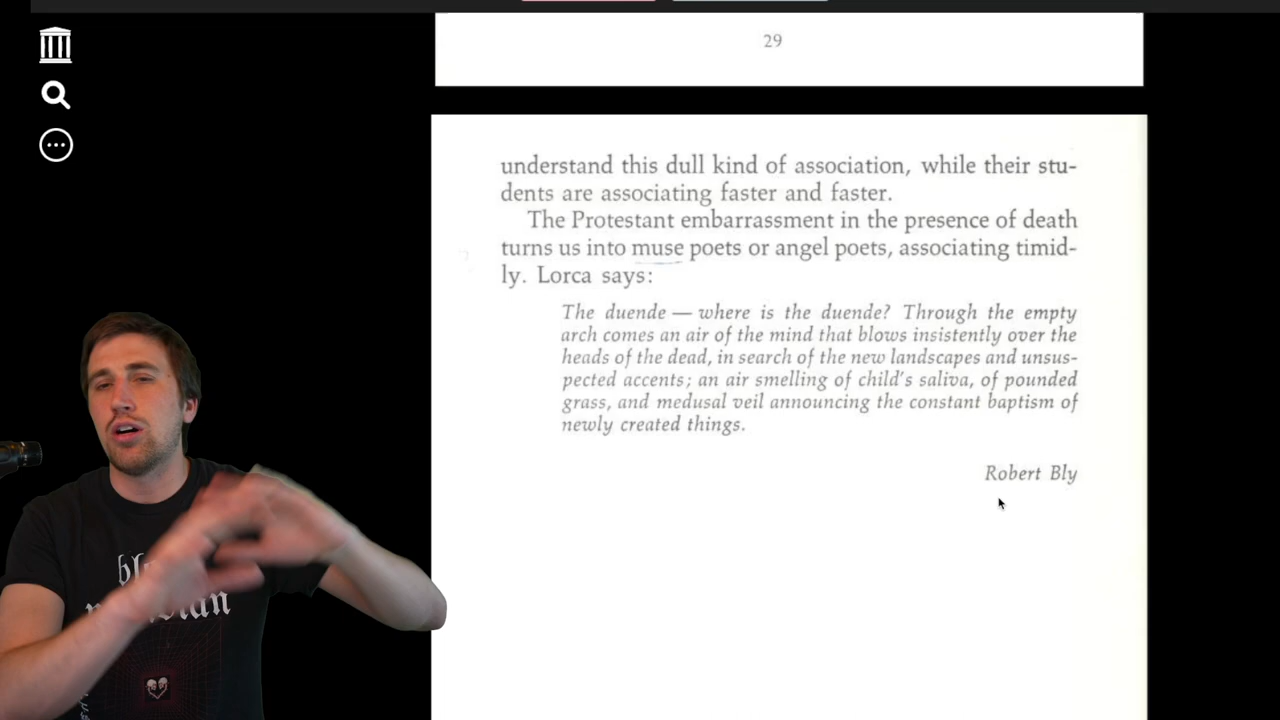 29
understand this dull kind of association, while their stu-
dents are associating faster and faster.
The Protestant embarrassment in the presence of death
turns us into muse poets or angel poets, associating timid-
ly. Lorca says:
The duende — where is the duende? Through the empty
arch comes an air of the mind that blows insistently over the
heads of the dead, in search of the new landscapes and unsus-
pected accents; an air smelling of child's saliva, of pounded
grass, and medusal veil announcing the constant baptism of
newly created things.
Robert Bly